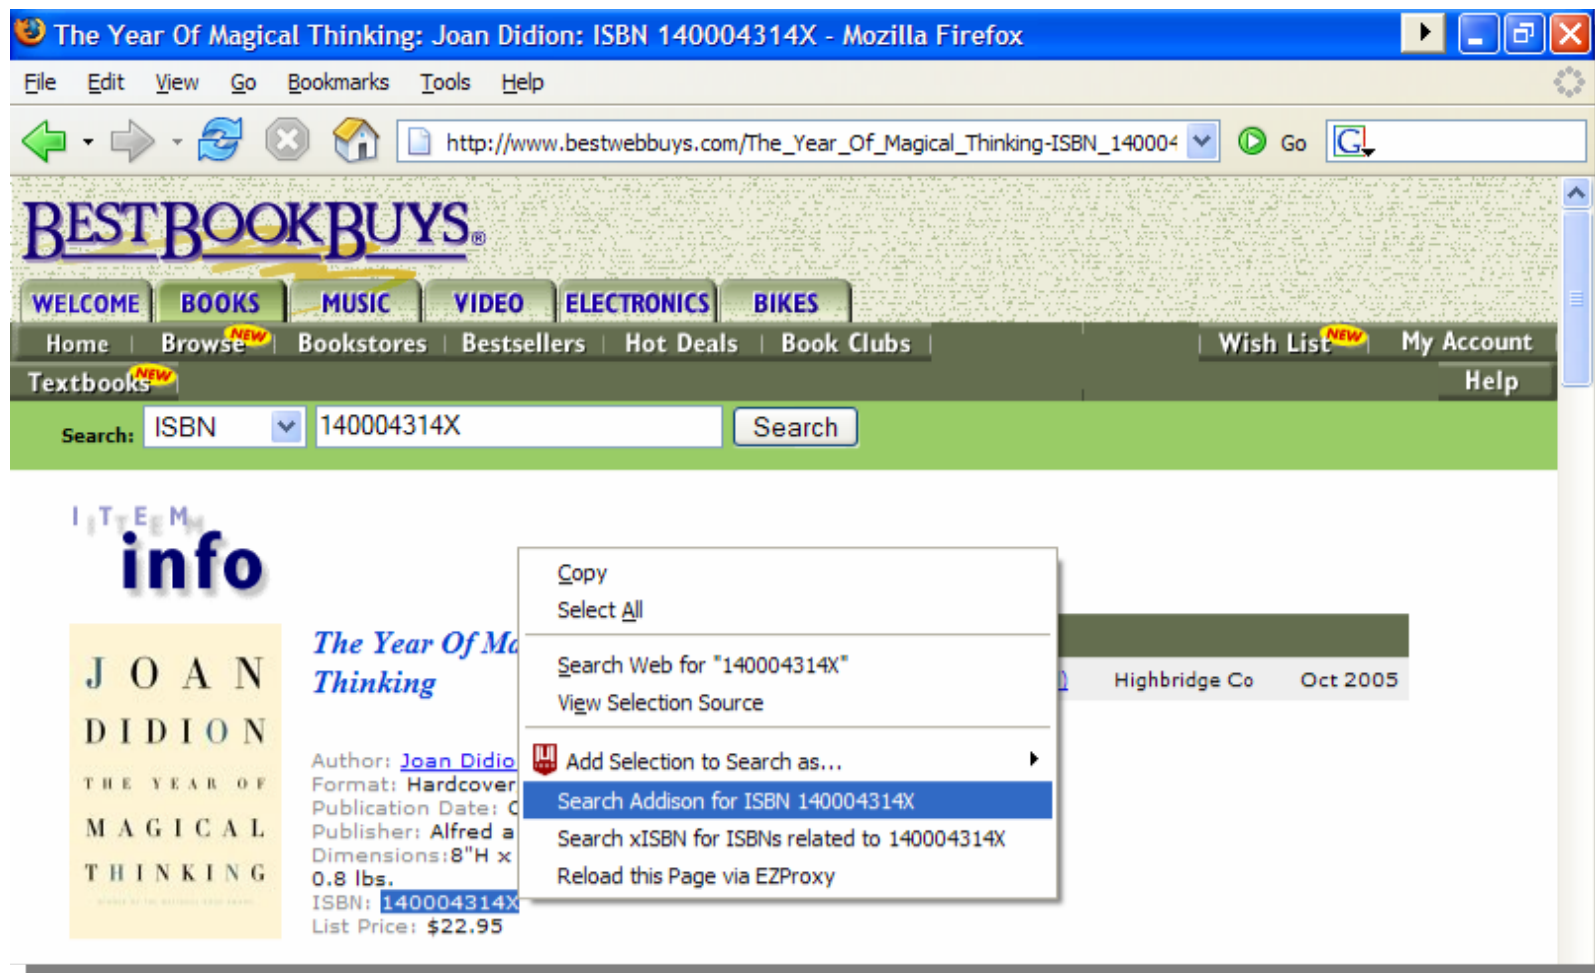 The Year Of Magical Thinking: Joan Didion: ISBN 140004314X - Mozilla Firefox
File Edit View Go Bookmarks Tools Help
http://www.bestwebbuys.com/The_Year_Of_Magical_Thinking-ISBN_140004 Go G
BESTBOOKBUYS®
WELCOME BOOKS MUSIC VIDEO ELECTRONICS BIKES
Home | Browse NEW | Bookstores | Bestsellers | Hot Deals | Book Clubs | Wish List NEW | My Account
Textbooks NEW | Help
Search: ISBN 140004314X Search
ITEM
info
JOAN
DIDION
THE YEAR OF
MAGICAL
THINKING
The Year Of Ma
Thinking
Author: Joan Didio
Format: Hardcover
Publication Date: O
Publisher: Alfred a
Dimensions:8"H x
0.8 lbs.
ISBN: 140004314X
List Price: $22.95
Copy
Select All
Search Web for "140004314X"
View Selection Source
Add Selection to Search as...
Search Addison for ISBN 140004314X
Search xISBN for ISBNs related to 140004314X
Reload this Page via EZProxy
) Highbridge Co Oct 2005